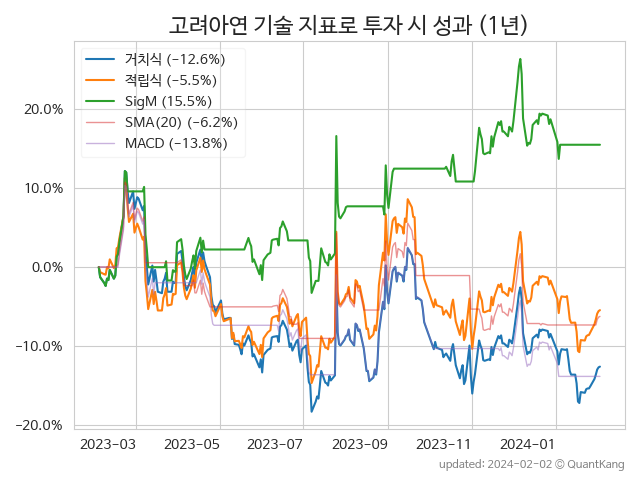 고려아연 기술 지표로 투자 시 성과 (1년)
거치식 (−12.6%)
적립식 (−5.5%)
SigM (15.5%)
SMA(20) (−6.2%)
MACD (−13.8%)
20.0%
10.0%
0.0%
−10.0%
−20.0%
2023-03 2023-05 2023-07 2023-09 2023-11 2024-01
updated: 2024-02-02 © QuantKang